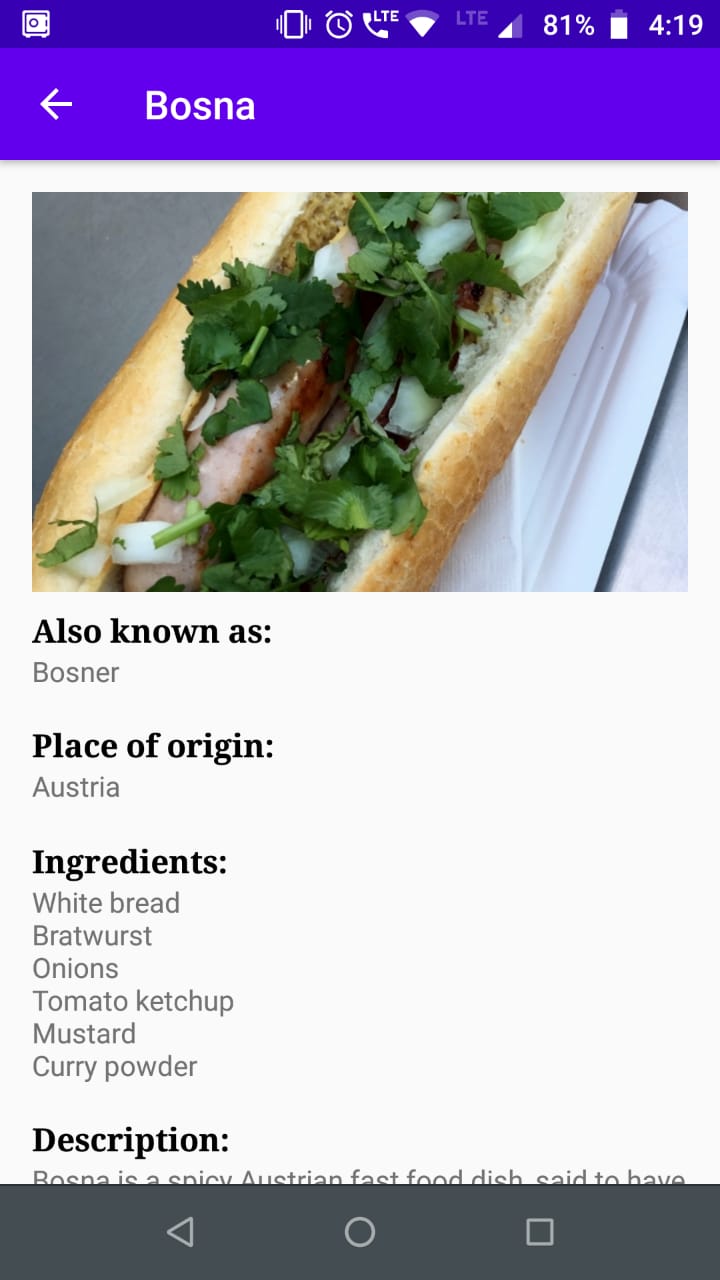 LTE LTE 81% 4:19
Bosna
Also known as:
Bosner
Place of origin:
Austria
Ingredients:
White bread
Bratwurst
Onions
Tomato ketchup
Mustard
Curry powder
Description:
Bosna is a spicy Austrian fast food dish, said to have